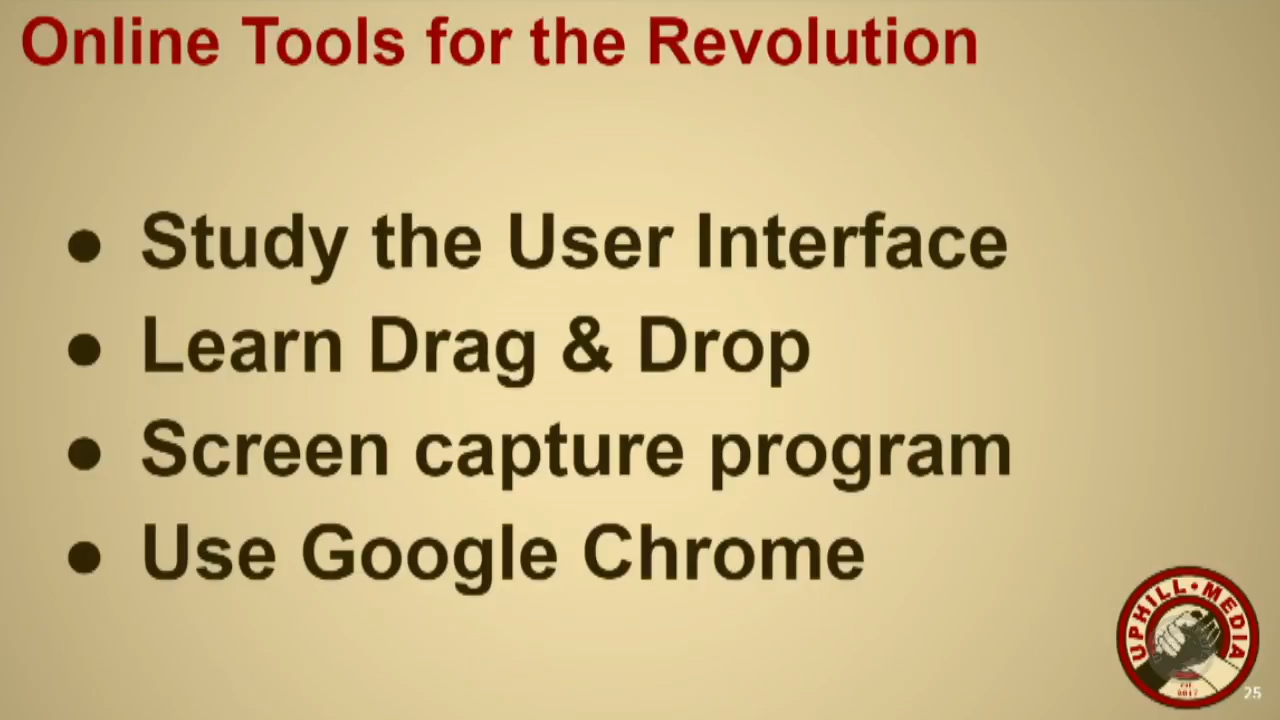 Online Tools for the Revolution
● Study the User Interface
● Learn Drag & Drop
● Screen capture program
● Use Google Chrome
UPHILL • MEDIA
25